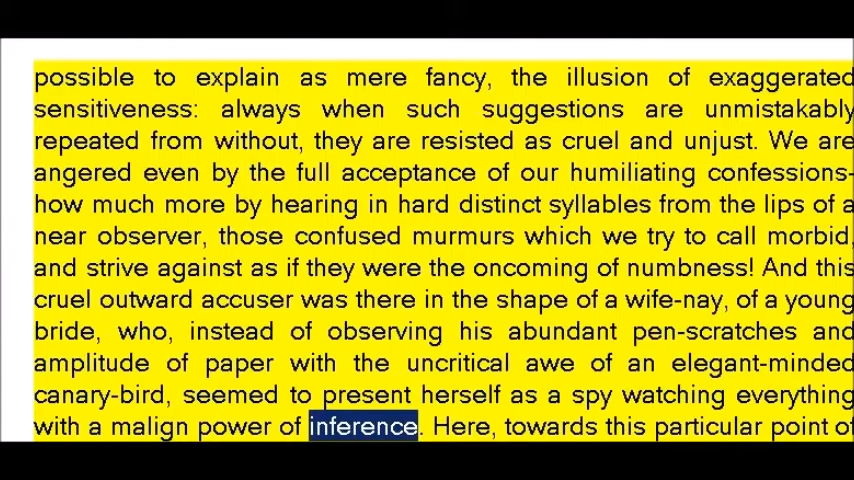 possible to explain as mere fancy, the illusion of exaggerated
sensitiveness: always when such suggestions are unmistakably
repeated from without, they are resisted as cruel and unjust. We are
angered even by the full acceptance of our humiliating confessions-
how much more by hearing in hard distinct syllables from the lips of a
near observer, those confused murmurs which we try to call morbid,
and strive against as if they were the oncoming of numbness! And this
cruel outward accuser was there in the shape of a wife-nay, of a young
bride, who, instead of observing his abundant pen-scratches and
amplitude of paper with the uncritical awe of an elegant-minded
canary-bird, seemed to present herself as a spy watching everything
with a malign power of inference. Here, towards this particular point of